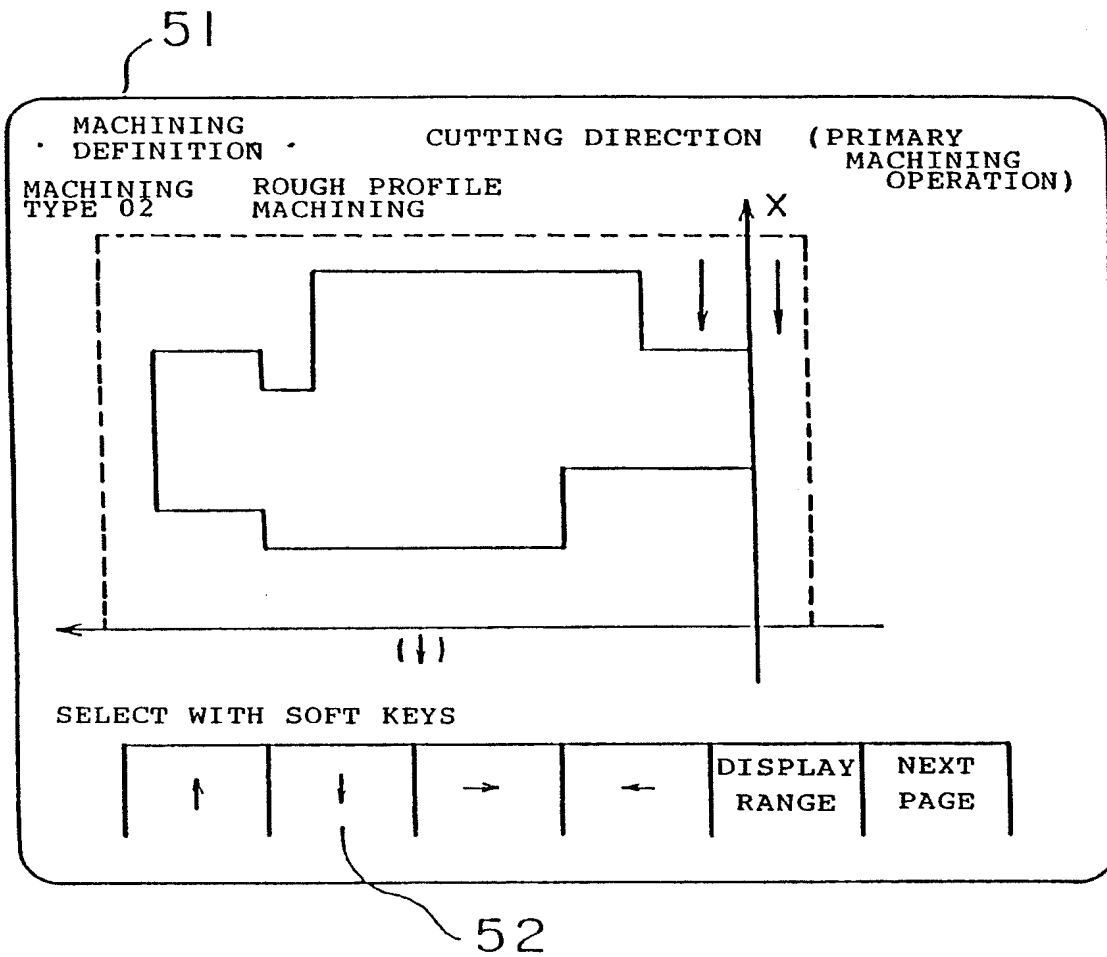 51
MACHINING
DEFINITION
CUTTING DIRECTION
(PRIMARY
MACHINING
OPERATION)
MACHINING
TYPE 02
ROUGH PROFILE
MACHINING
X
(↓)
SELECT WITH SOFT KEYS
↑
↓
→
←
DISPLAY
RANGE
NEXT
PAGE
52